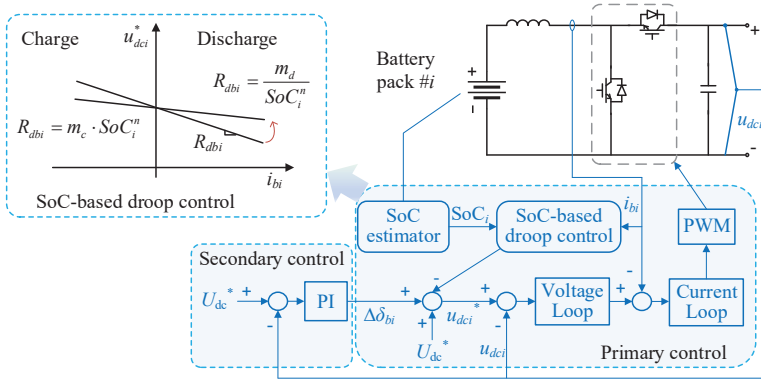 Charge
u*dci
Discharge
Rdbi = md / SoCi^n
Rdbi = mc · SoCi^n
Rdbi
ibi
SoC-based droop control
Battery
pack #i
+
-
+
udci
-
SoC
estimator
SoCi
SoC-based
droop control
ibi
PWM
Secondary control
Udc*
+
-
PI
Δδbi
+
-
+
Udc*
udci*
+
-
udci
Voltage
Loop
+
-
Current
Loop
Primary control